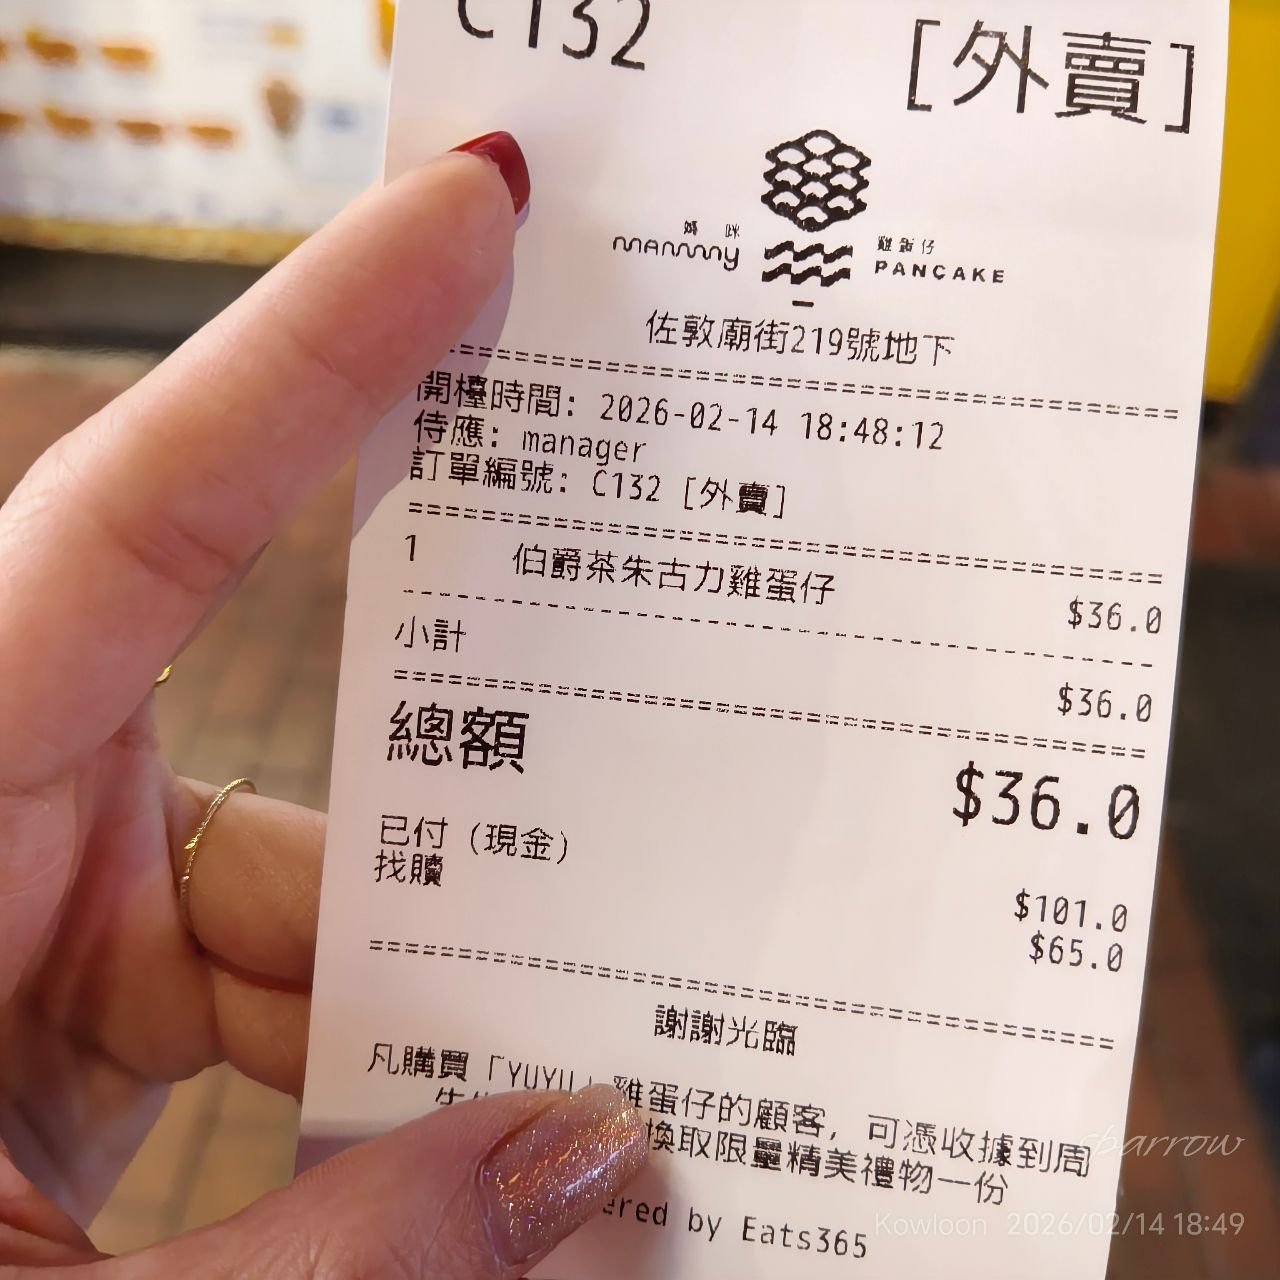 C132 [外賣]
媽咪 雞蛋仔
mammy PANCAKE
佐敦廟街219號地下
開檯時間: 2026-02-14 18:48:12
侍應: manager
訂單編號: C132 [外賣]
1 伯爵茶朱古力雞蛋仔 $36.0
小計 $36.0
總額 $36.0
已付 (現金) $101.0
找贖 $65.0
謝謝光臨
凡購買「YUYU」雞蛋仔的顧客, 可憑收據到周
換取限量精美禮物一份
by Eats365
sparrow
Kowloon 2026/02/14 18:49